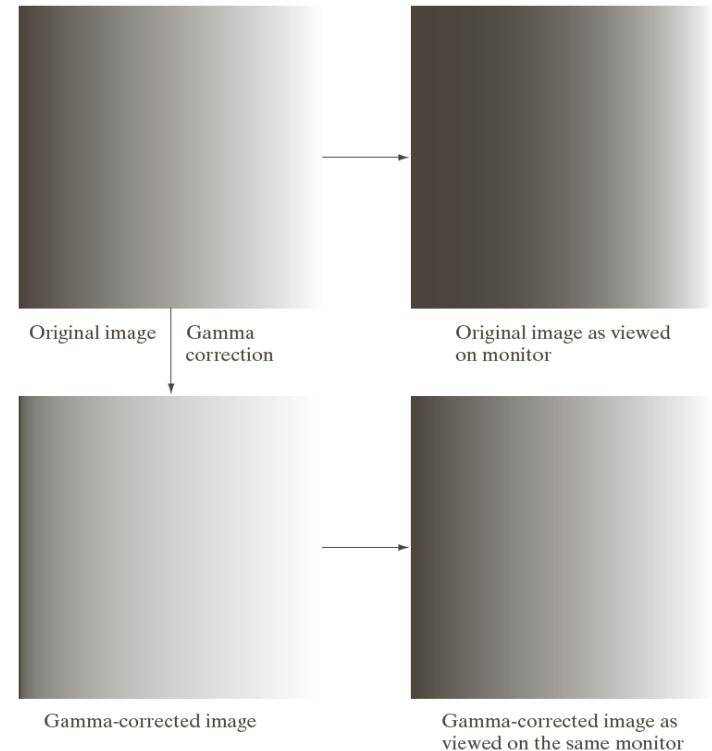 Original image
Gamma
correction
Original image as viewed
on monitor
Gamma-corrected image
Gamma-corrected image as
viewed on the same monitor